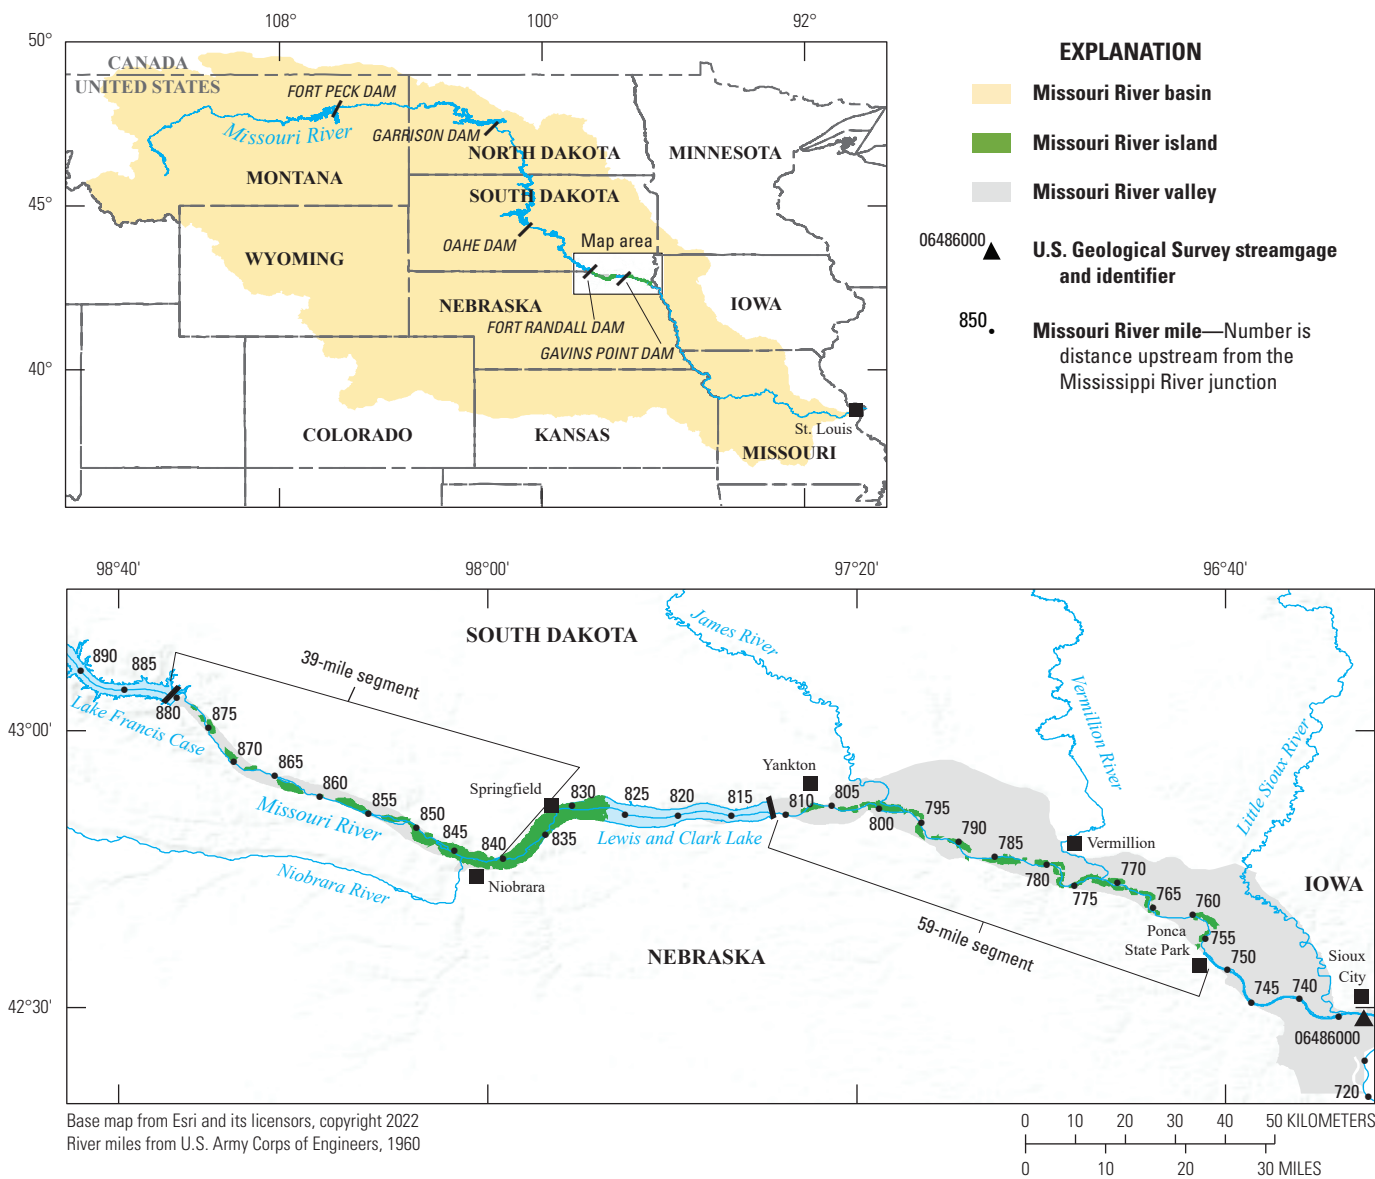 108°
100°
92°
50°
45°
40°
CANADA
UNITED STATES
FORT PECK DAM
Missouri River
GARRISON DAM
NORTH DAKOTA
MINNESOTA
MONTANA
SOUTH DAKOTA
OAHE DAM
Map area
WYOMING
NEBRASKA
IOWA
FORT RANDALL DAM
GAVINS POINT DAM
St. Louis
COLORADO
KANSAS
MISSOURI
EXPLANATION
Missouri River basin
Missouri River island
Missouri River valley
06486000
U.S. Geological Survey streamgage
and identifier
850
Missouri River mile—Number is
distance upstream from the
Mississippi River junction
98°40'
98°00'
97°20'
96°40'
43°00'
42°30'
SOUTH DAKOTA
NEBRASKA
IOWA
39-mile segment
59-mile segment
James River
Vermillion River
Little Sioux River
Lake Francis Case
Missouri River
Niobrara River
Lewis and Clark Lake
Springfield
Niobrara
Yankton
Vermillion
Ponca
State Park
Sioux
City
890
885
880
875
870
865
860
855
850
845
840
835
830
825
820
815
810
805
800
795
790
785
780
775
770
765
760
755
750
745
740
06486000
720
Base map from Esri and its licensors, copyright 2022
River miles from U.S. Army Corps of Engineers, 1960
0 10 20 30 40 50 KILOMETERS
0 10 20 30 MILES